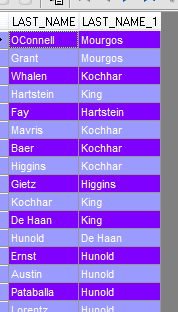 LAST_NAME LAST_NAME_1
OConnell Mourgos
Grant Mourgos
Whalen Kochhar
Hartstein King
Fay Hartstein
Mavris Kochhar
Baer Kochhar
Higgins Kochhar
Gietz Higgins
Kochhar King
De Haan King
Hunold De Haan
Ernst Hunold
Austin Hunold
Pataballa Hunold
Lorentz Hunold